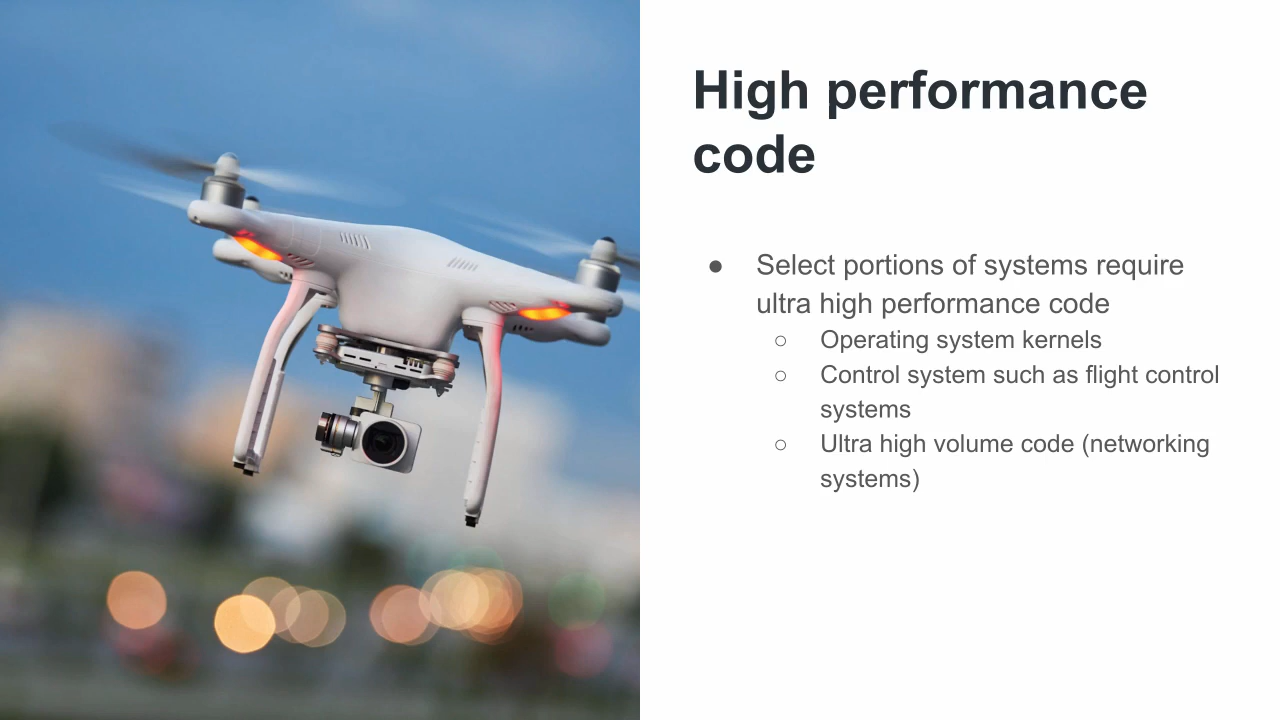 High performance
code
● Select portions of systems require
ultra high performance code
○ Operating system kernels
○ Control system such as flight control
systems
○ Ultra high volume code (networking
systems)